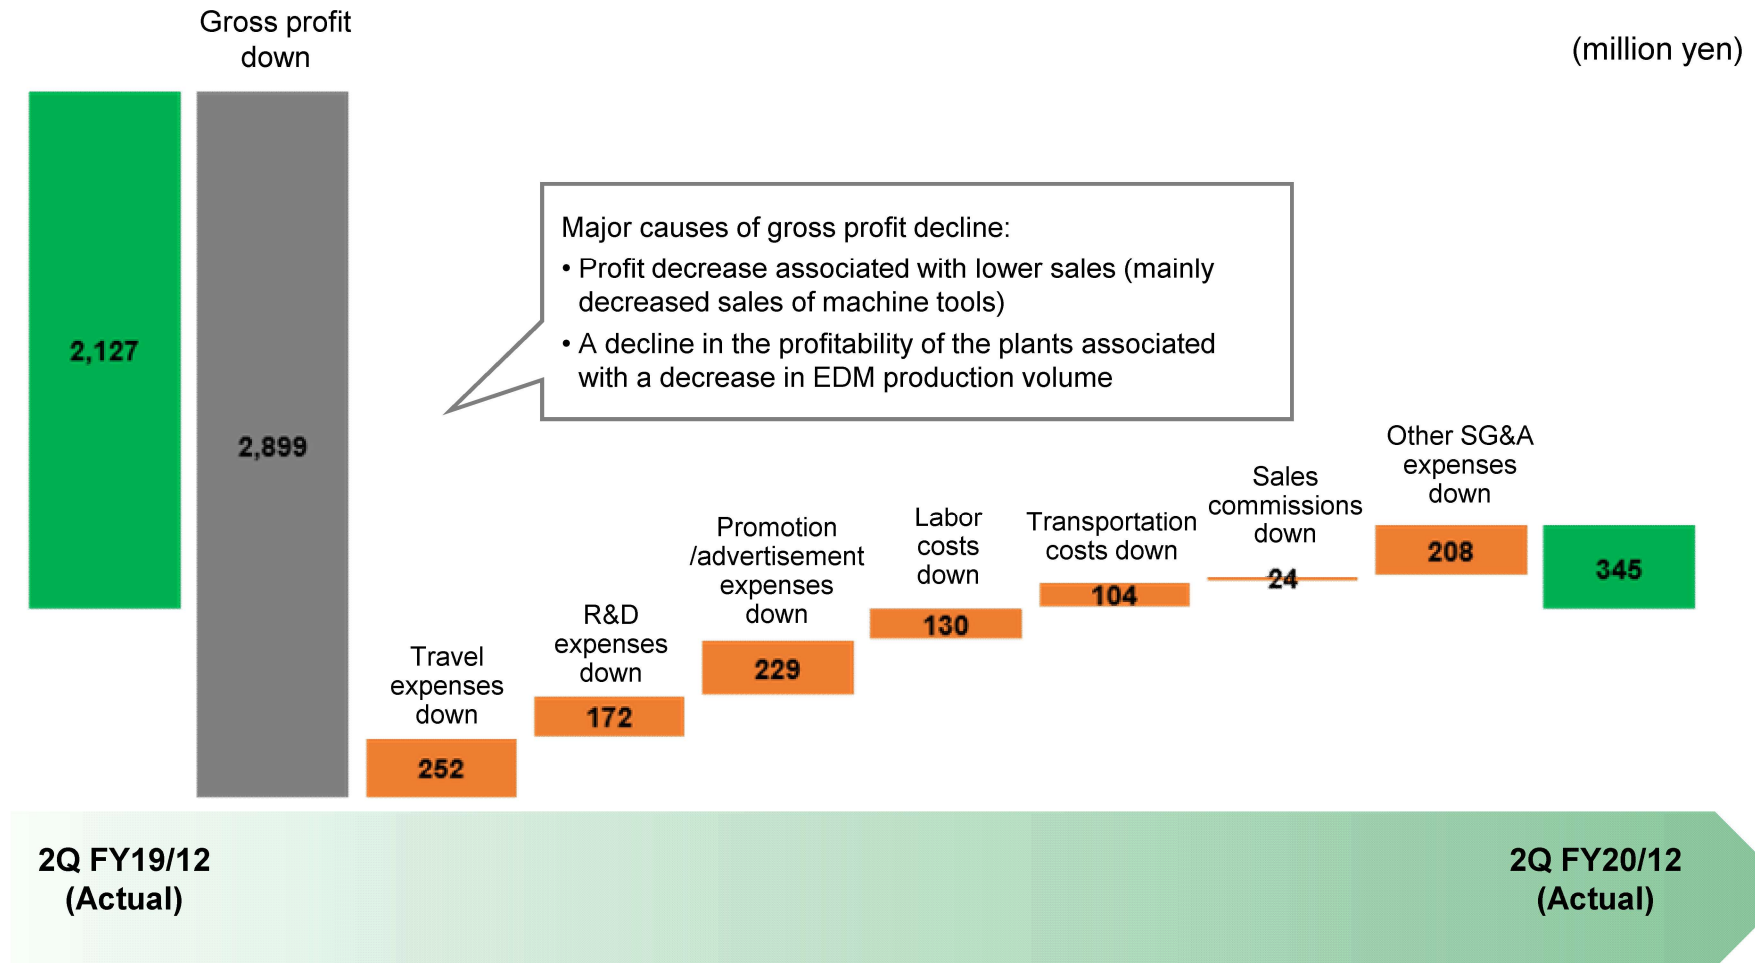 Gross profit
down
(million yen)
2,127
2,899
Major causes of gross profit decline:
• Profit decrease associated with lower sales (mainly
decreased sales of machine tools)
• A decline in the profitability of the plants associated
with a decrease in EDM production volume
Travel
expenses
down
252
R&D
expenses
down
172
Promotion
/advertisement
expenses
down
229
Labor
costs
down
130
Transportation
costs down
104
Sales
commissions
down
24
Other SG&A
expenses
down
208
345
2Q FY19/12
(Actual)
2Q FY20/12
(Actual)